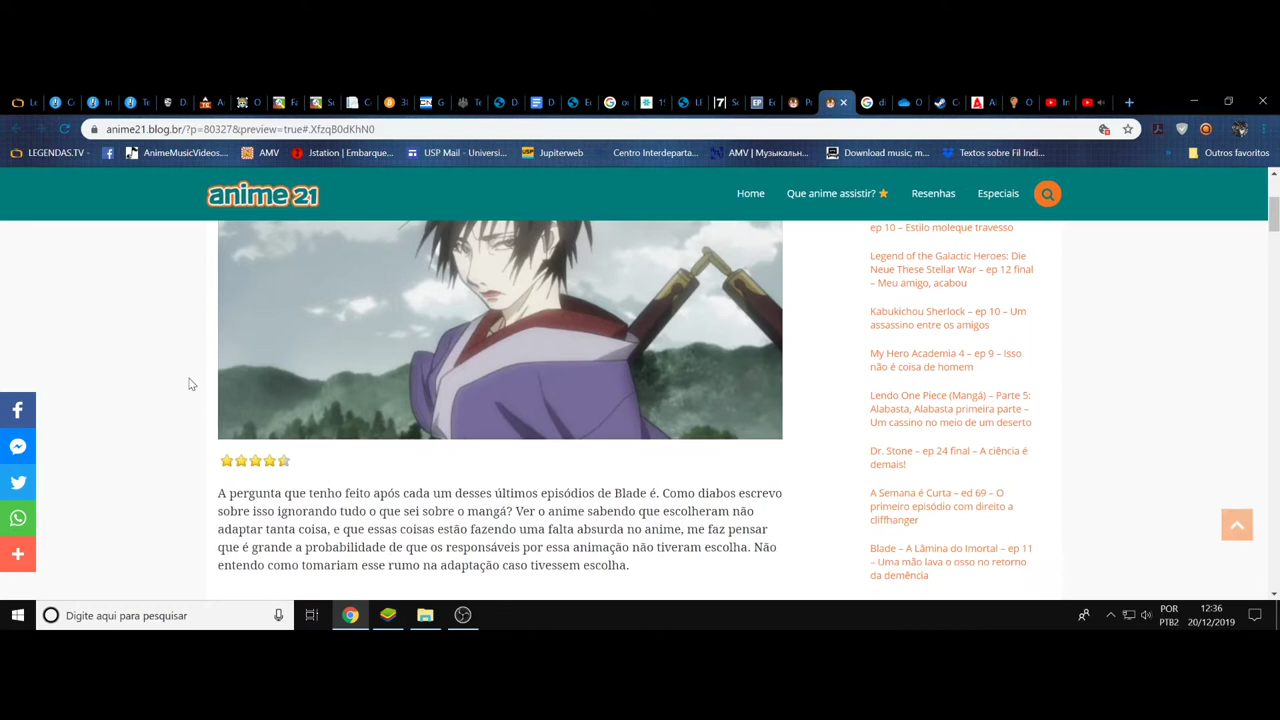 anime21.blog.br/?p=80327&preview=true#.XfzqB0dKhN0
LEGENDAS.TV
AnimeMusicVideos....
AMV
Jstation | Embarque...
USP Mail - Universi...
Jupiterweb
Centro Interdeparta...
AMV | Музыкальн...
Download music, m...
Textos sobre Fil Indi...
»
Outros favoritos
anime 21
Home
Que anime assistir?
Resenhas
Especiais
ep 10 – Estilo moleque travesso
Legend of the Galactic Heroes: Die
Neue These Stellar War – ep 12 final
– Meu amigo, acabou
Kabukichou Sherlock – ep 10 – Um
assassino entre os amigos
My Hero Academia 4 – ep 9 – Isso
não é coisa de homem
Lendo One Piece (Mangá) – Parte 5:
Alabasta, Alabasta primeira parte –
Um cassino no meio de um deserto
Dr. Stone – ep 24 final – A ciência é
demais!
A Semana é Curta – ed 69 – O
primeiro episódio com direito a
cliffhanger
Blade – A Lâmina do Imortal – ep 11
– Uma mão lava o osso no retorno
da demência
A pergunta que tenho feito após cada um desses últimos episódios de Blade é. Como diabos escrevo
sobre isso ignorando tudo o que sei sobre o mangá? Ver o anime sabendo que escolheram não
adaptar tanta coisa, e que essas coisas estão fazendo uma falta absurda no anime, me faz pensar
que é grande a probabilidade de que os responsáveis por essa animação não tiveram escolha. Não
entendo como tomariam esse rumo na adaptação caso tivessem escolha.
Digite aqui para pesquisar
POR
PTB2
12:36
20/12/2019